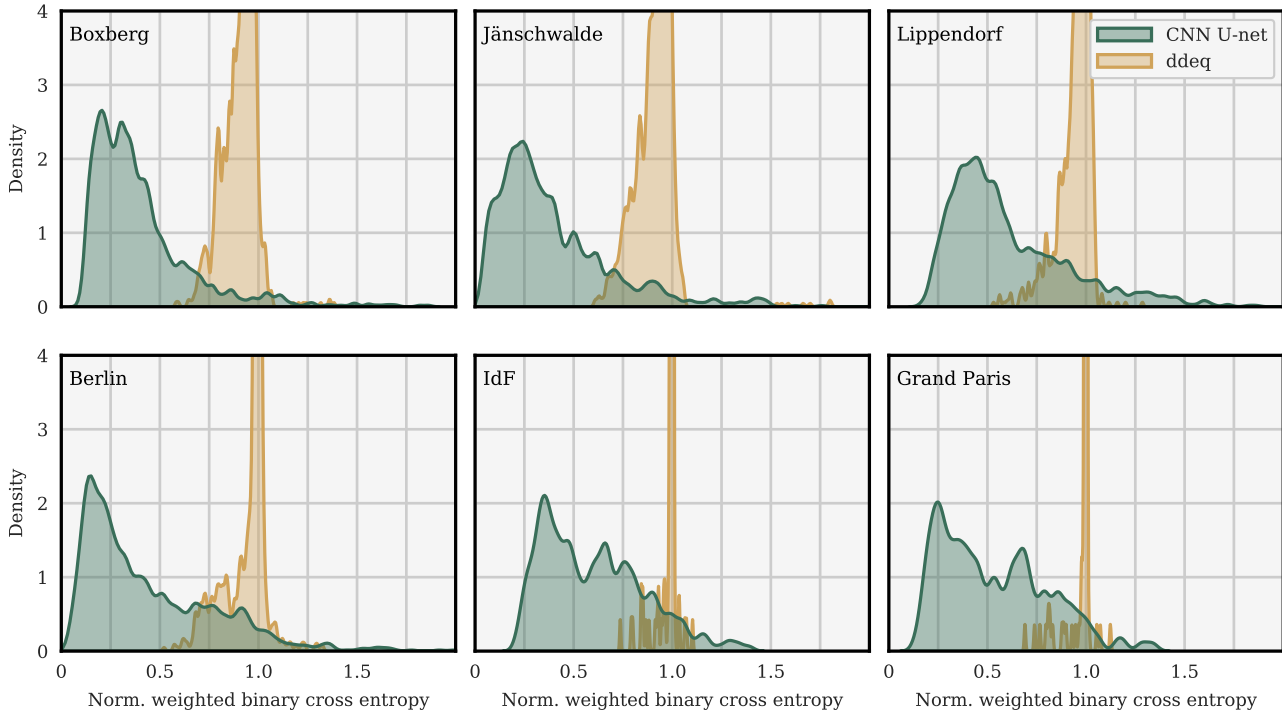 4
3
2
1
0
Density
Boxberg
Jänschwalde
Lippendorf
CNN U-net
ddeq
4
3
2
1
0
Density
Berlin
IdF
Grand Paris
0 0.5 1.0 1.5
0 0.5 1.0 1.5
0 0.5 1.0 1.5
Norm. weighted binary cross entropy
Norm. weighted binary cross entropy
Norm. weighted binary cross entropy